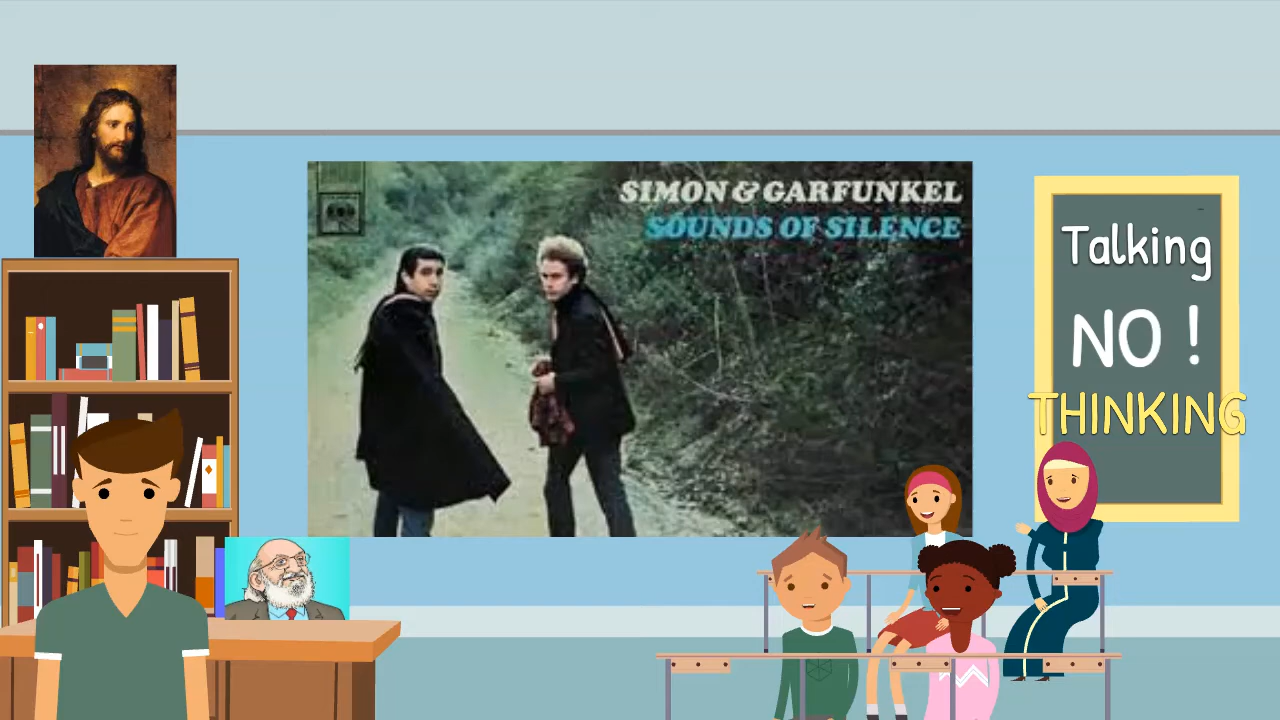 SIMON & GARFUNKEL
SOUNDS OF SILENCE
Talking
NO !
THINKING